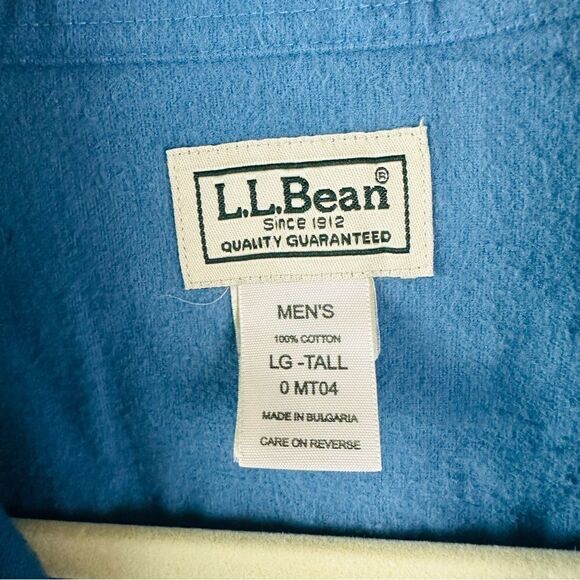 L.L.Bean®
Since 1912
QUALITY GUARANTEED
MEN'S
100% COTTON
LG -TALL
0 MT04
MADE IN BULGARIA
CARE ON REVERSE